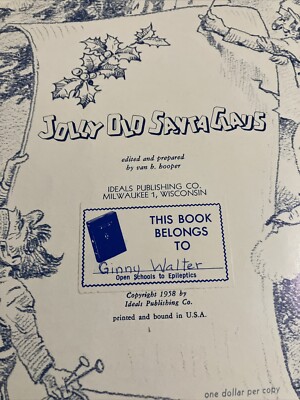 JOLLY OLD SANTA CLAUS
edited and prepared
by van b. hooper
IDEALS PUBLISHING CO.
MILWAUKEE 1, WISCONSIN
THIS BOOK
BELONGS
TO
Ginny Walter
Open Schools to Epileptics
Copyright 1958 by
Ideals Publishing Co.
printed and bound in U.S.A.
one dollar per copy